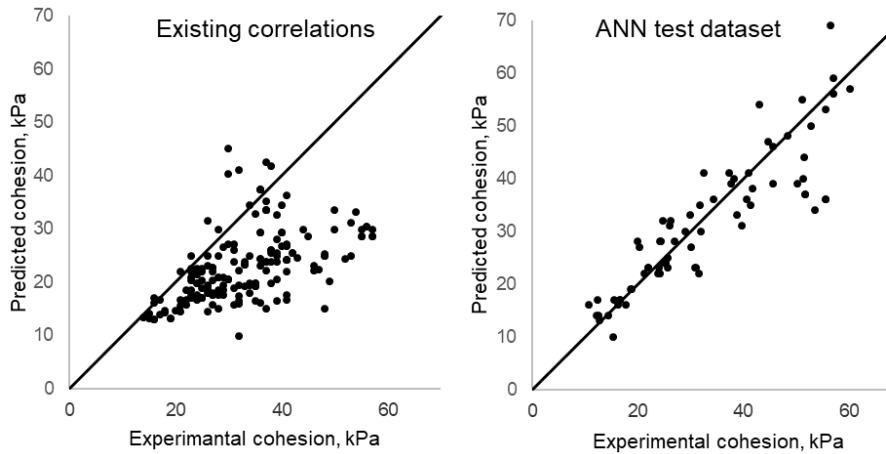 Existing correlations
Predicted cohesion, kPa
70
60
50
40
30
20
10
0
0 20 40 60
Experimantal cohesion, kPa
ANN test dataset
Predicted cohesion, kPa
70
60
50
40
30
20
10
0
0 20 40 60
Experimental cohesion, kPa